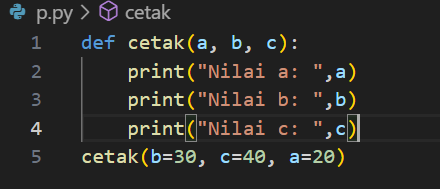 p.py > cetak
1 def cetak(a, b, c):
2     print("Nilai a: ",a)
3     print("Nilai b: ",b)
4     print("Nilai c: ",c)
5 cetak(b=30, c=40, a=20)